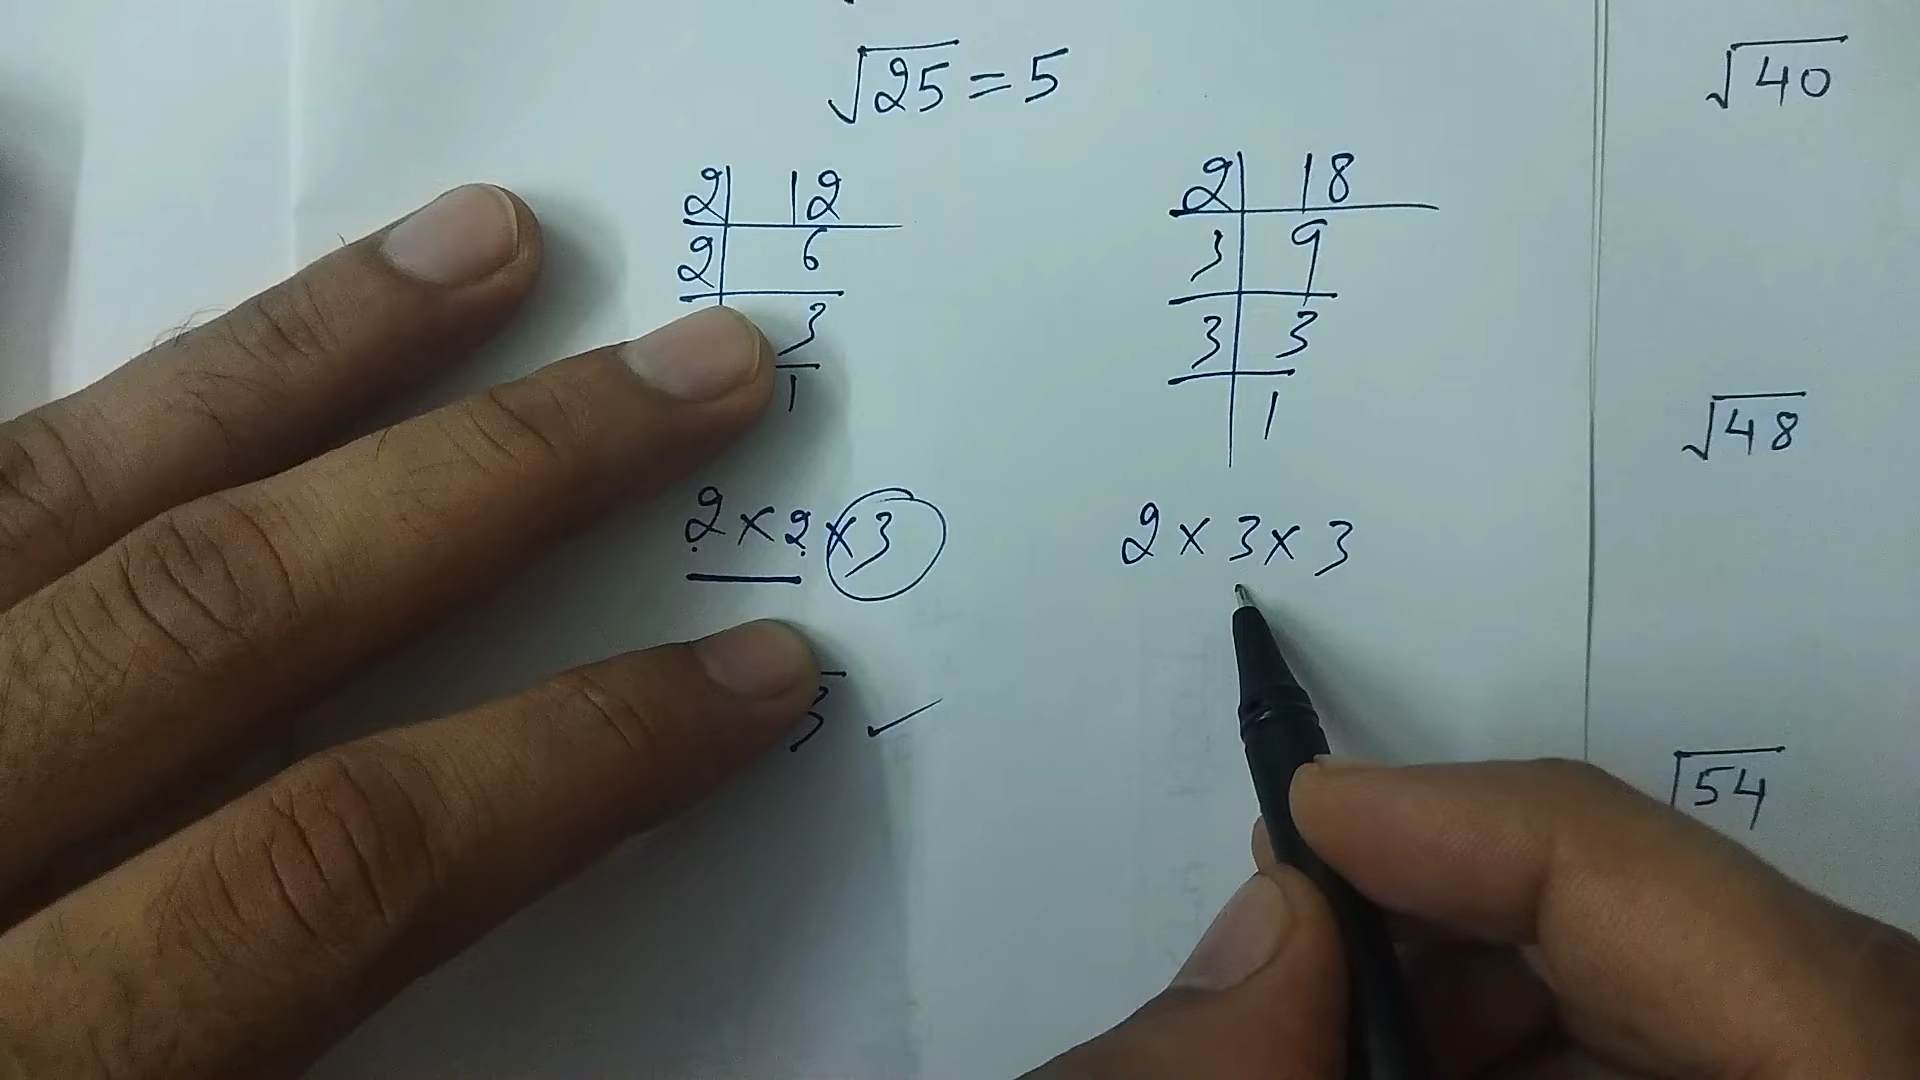 √25 = 5
2 | 12
2 | 6
3
1
2 × 2 × 3
3 ✓
2 | 18
3 | 9
3 | 3
1
2 × 3 × 3
√40
√48
√54